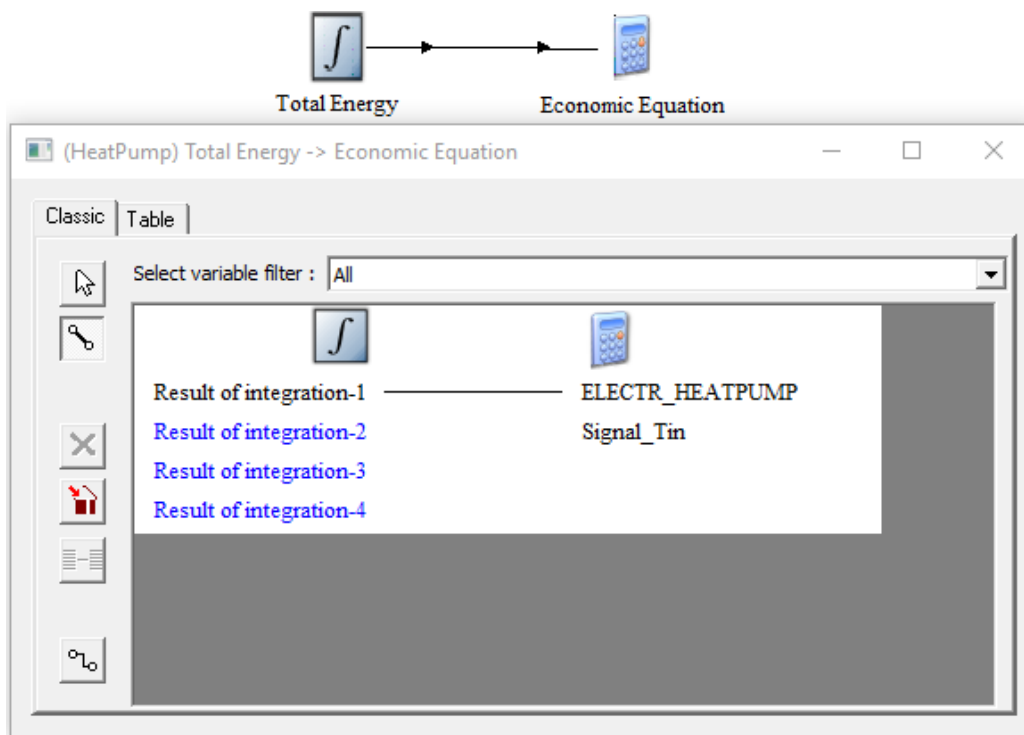 Total Energy Economic Equation
(HeatPump) Total Energy -> Economic Equation
Classic Table
Select variable filter : All
Result of integration-1 ELECTR_HEATPUMP
Result of integration-2 Signal_Tin
Result of integration-3
Result of integration-4